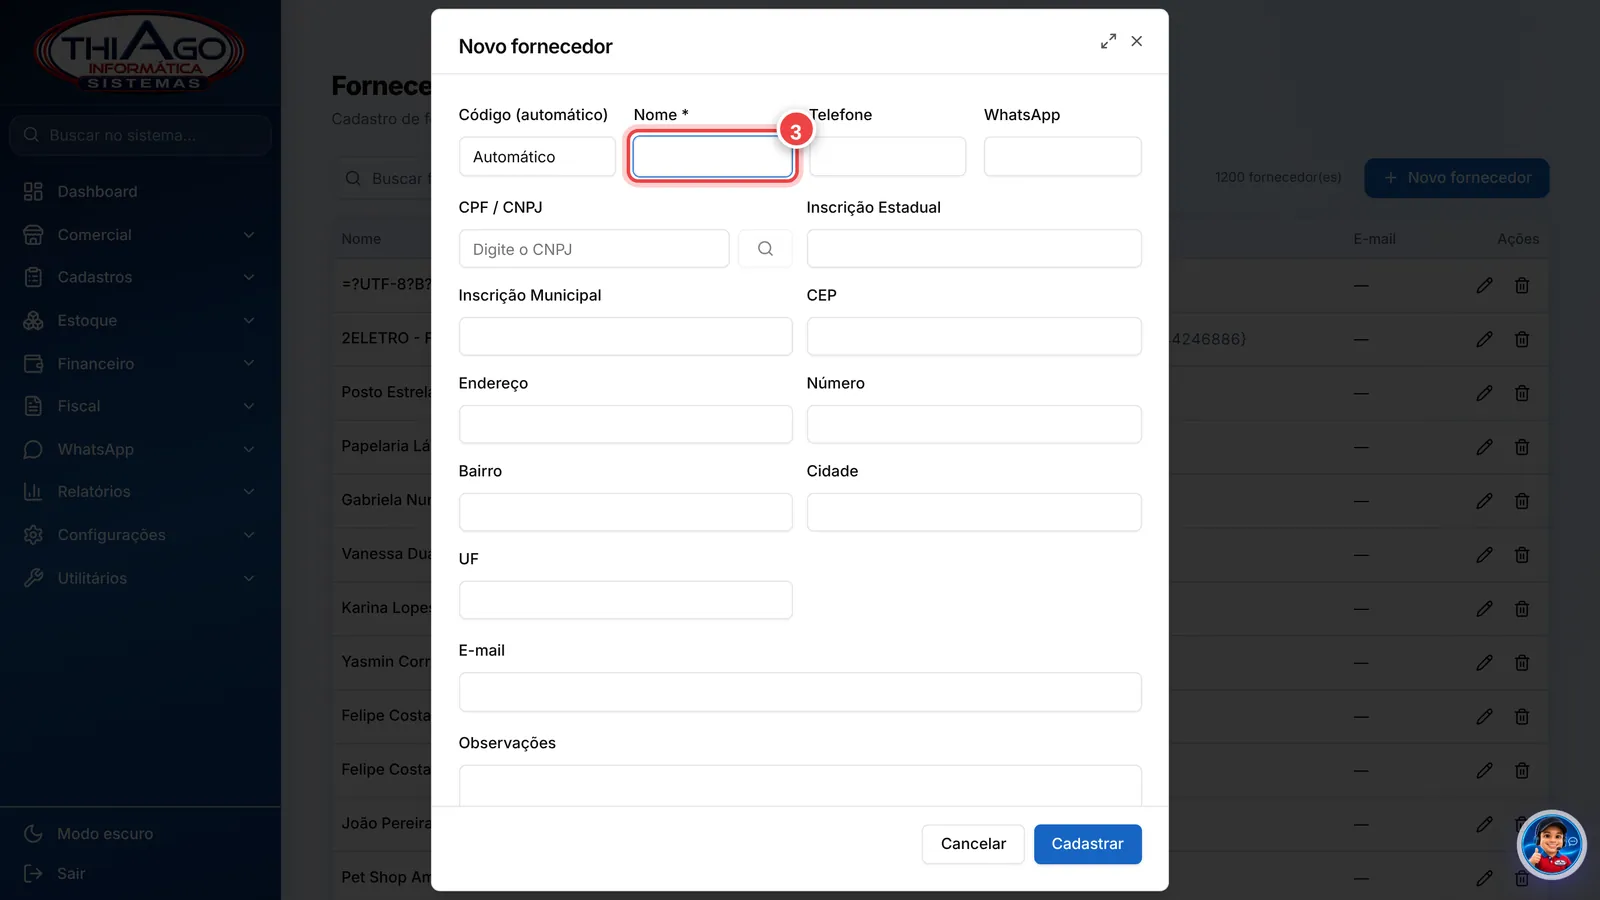 THIAGO
INFORMÁTICA
SISTEMAS
Buscar no sistema...
Dashboard
Comercial
Cadastros
Estoque
Financeiro
Fiscal
WhatsApp
Relatórios
Configurações
Utilitários
Modo escuro
Sair
Fornece
Cadastro de f
Buscar
1200 fornecedor(es)
+ Novo fornecedor
Nome
E-mail
Ações
=?UTF-8?B?
—
2ELETRO - F
4246886}
—
Posto Estrela
—
Papelaria Lá
—
Gabriela Nun
—
Vanessa Dua
—
Karina Lopes
—
Yasmin Corr
—
Felipe Costa
—
Felipe Costa
—
João Pereira
—
Pet Shop Am
—
Novo fornecedor
Código (automático)
Nome *
3
Telefone
WhatsApp
Automático
CPF / CNPJ
Inscrição Estadual
Digite o CNPJ
Inscrição Municipal
CEP
Endereço
Número
Bairro
Cidade
UF
E-mail
Observações
Cancelar
Cadastrar